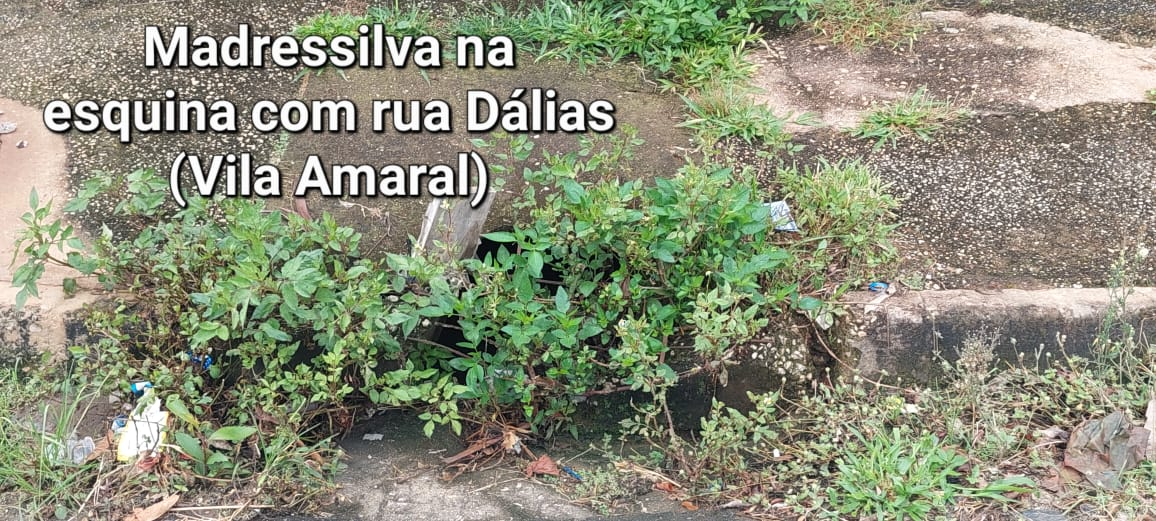 Madressilva na
esquina com rua Dálias
(Vila Amaral)